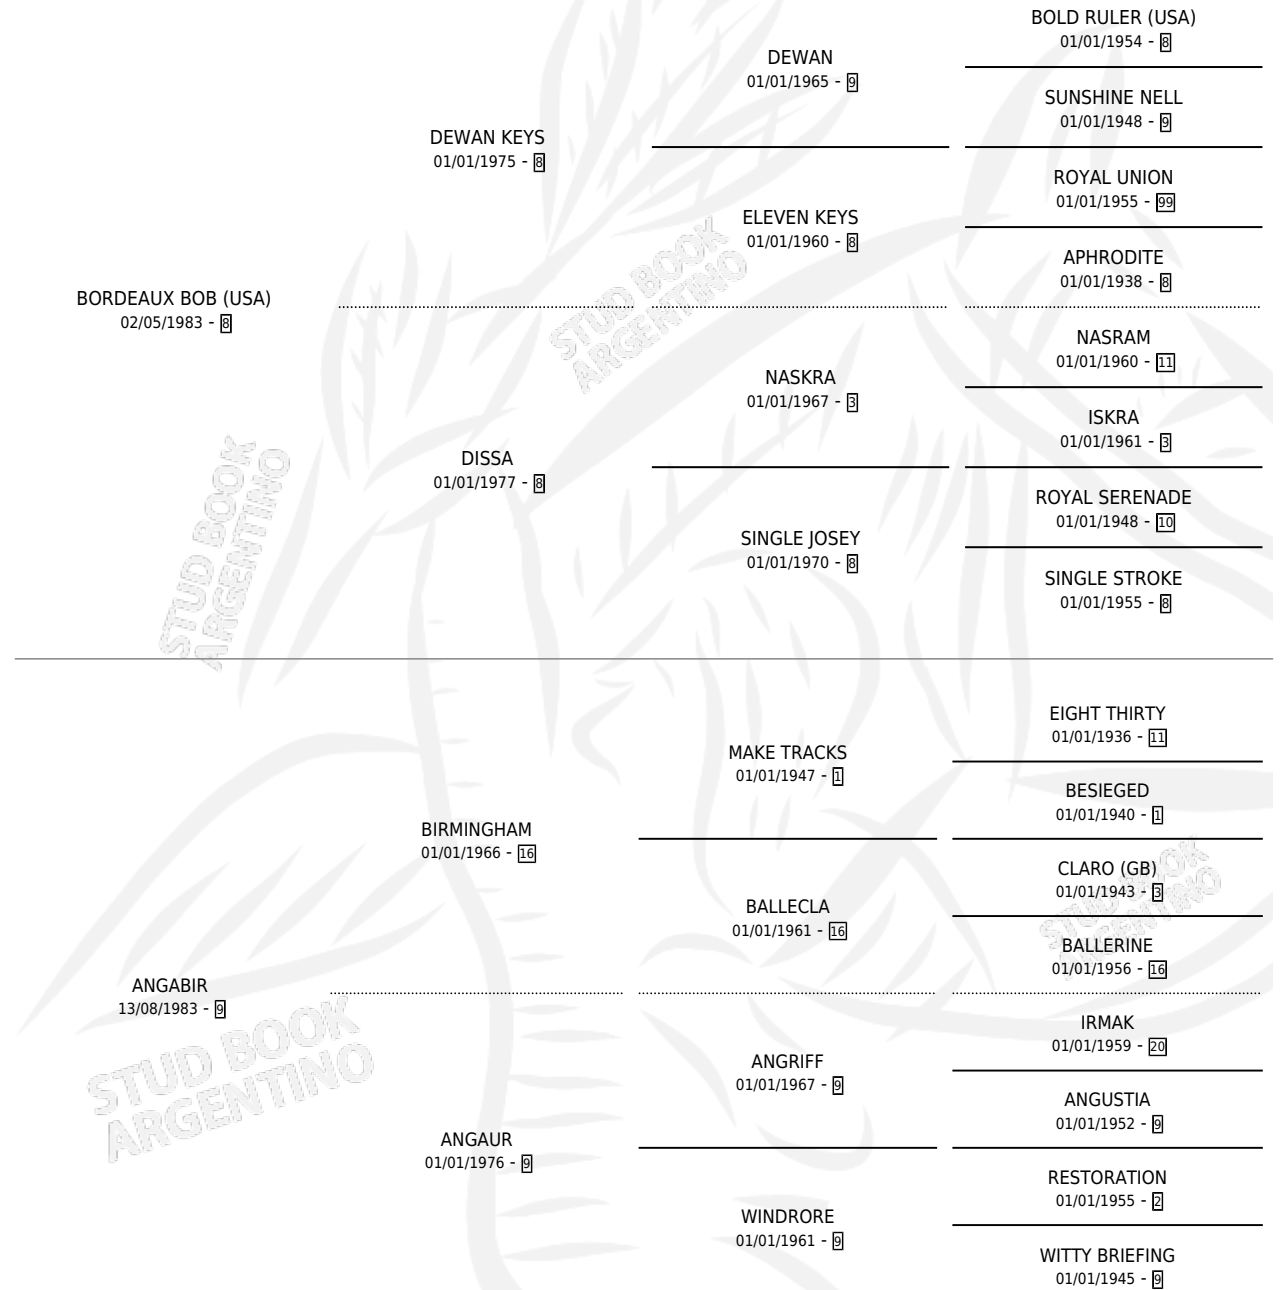 BOLD RULER (USA)
01/01/1954 - 8
DEWAN
01/01/1965 - 9
SUNSHINE NELL
01/01/1948 - 9
DEWAN KEYS
01/01/1975 - 8
ROYAL UNION
01/01/1955 - 99
ELEVEN KEYS
01/01/1960 - 8
APHRODITE
01/01/1938 - 8
BORDEAUX BOB (USA)
02/05/1983 - 8
STUD BOOK
ARGENTINO
NASRAM
01/01/1960 - 11
NASKRA
01/01/1967 - 3
ISKRA
01/01/1961 - 3
DISSA
01/01/1977 - 8
ROYAL SERENADE
01/01/1948 - 10
SINGLE JOSEY
01/01/1970 - 8
SINGLE STROKE
01/01/1955 - 8
STUD BOOK
ARGENTINO
EIGHT THIRTY
01/01/1936 - 11
MAKE TRACKS
01/01/1947 - 1
BESIEGED
01/01/1940 - 1
BIRMINGHAM
01/01/1966 - 16
CLARO (GB)
01/01/1943 - 3
BALLECLA
01/01/1961 - 16
BALLERINE
01/01/1956 - 16
STUD BOOK
ARGENTINO
ANGABIR
13/08/1983 - 9
IRMAK
01/01/1959 - 20
ANGRIFF
01/01/1967 - 9
ANGUSTIA
01/01/1952 - 9
STUD BOOK
ARGENTINO
ANGAUR
01/01/1976 - 9
RESTORATION
01/01/1955 - 2
WINDRORE
01/01/1961 - 9
WITTY BRIEFING
01/01/1945 - 9